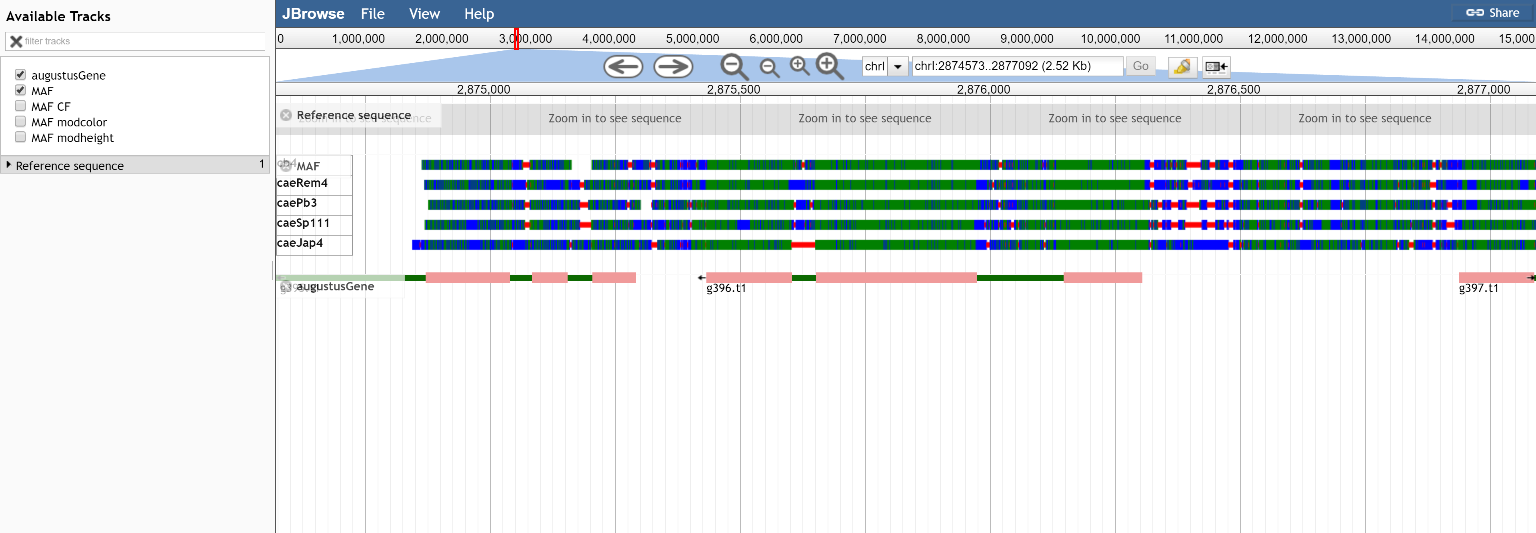 Available Tracks
filter tracks
augustusGene
MAF
MAF CF
MAF modcolor
MAF modheight
Reference sequence 1
JBrowse File View Help Share
0 1,000,000 2,000,000 3,000,000 4,000,000 5,000,000 6,000,000 7,000,000 8,000,000 9,000,000 10,000,000 11,000,000 12,000,000 13,000,000 14,000,000 15,000
chrI chrI:2874573..2877092 (2.52 Kb) Go
2,875,000 2,875,500 2,876,000 2,876,500 2,877,000
Reference sequence
Zoom in to see sequence Zoom in to see sequence Zoom in to see sequence Zoom in to see sequence
MAF
caeRem4
caePb3
caeSp111
caeJap4
augustusGene
g396.t1 g397.t1